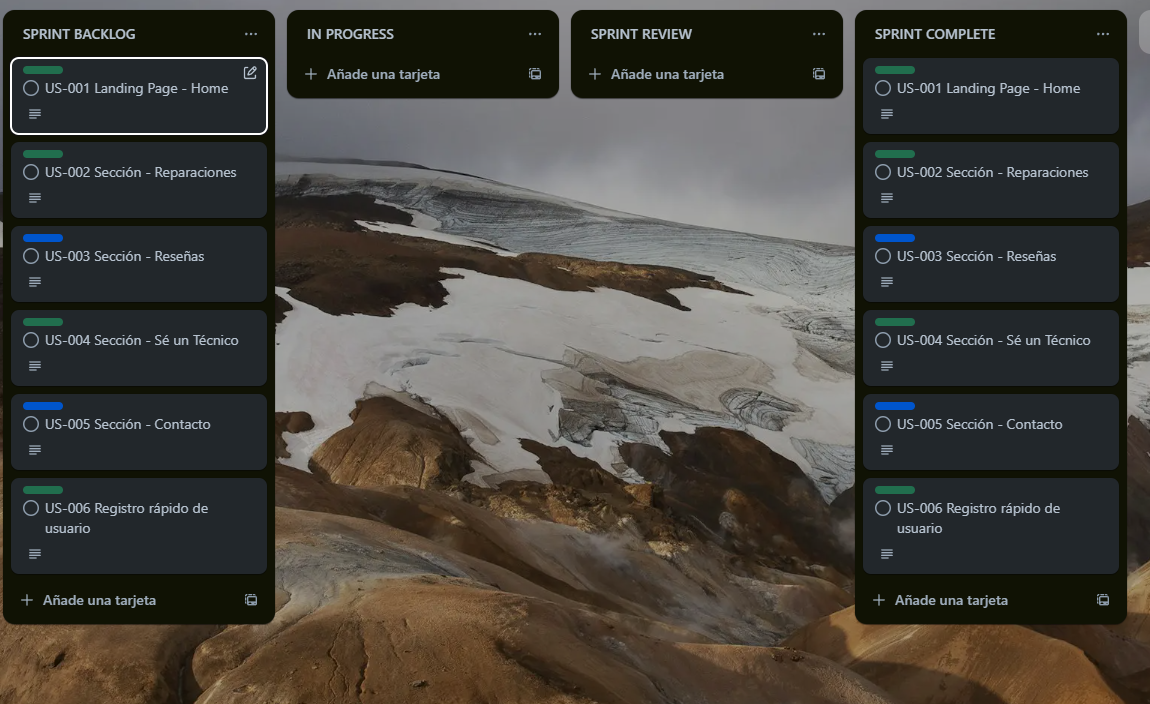 SPRINT BACKLOG
US-001 Landing Page - Home
US-002 Sección - Reparaciones
US-003 Sección - Reseñas
US-004 Sección - Sé un Técnico
US-005 Sección - Contacto
US-006 Registro rápido de
usuario
Añade una tarjeta
IN PROGRESS
Añade una tarjeta
SPRINT REVIEW
Añade una tarjeta
SPRINT COMPLETE
US-001 Landing Page - Home
US-002 Sección - Reparaciones
US-003 Sección - Reseñas
US-004 Sección - Sé un Técnico
US-005 Sección - Contacto
US-006 Registro rápido de
usuario
Añade una tarjeta